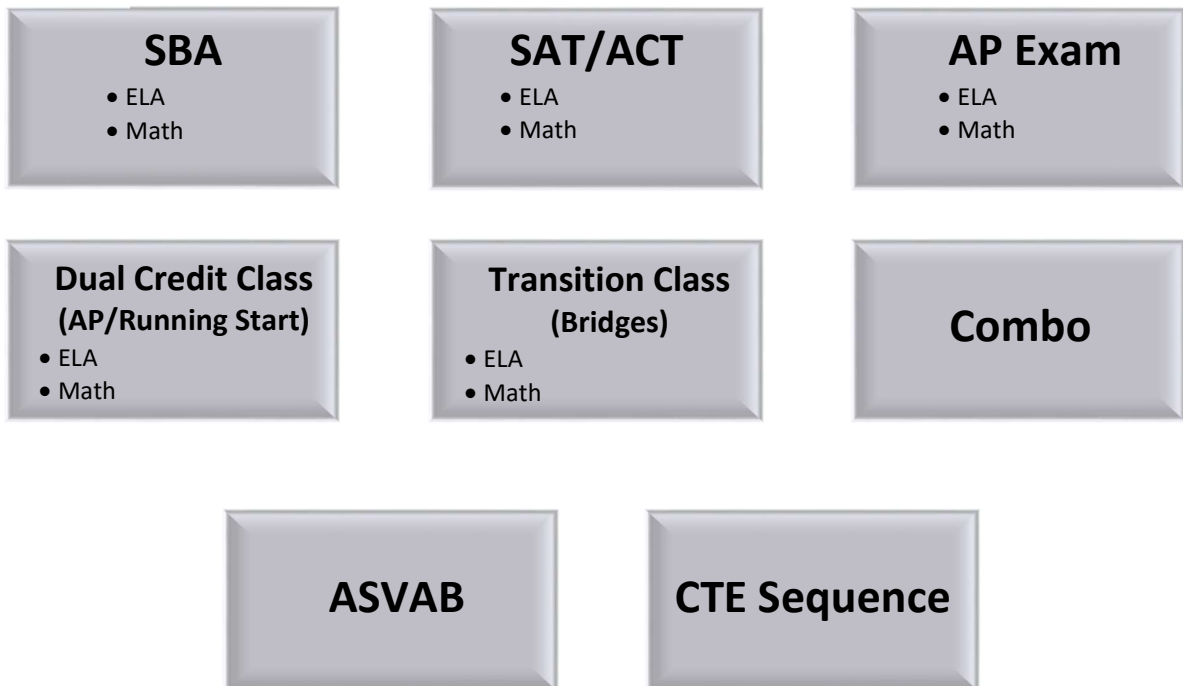 SBA
• ELA
• Math
SAT/ACT
• ELA
• Math
AP Exam
• ELA
• Math
Dual Credit Class
(AP/Running Start)
• ELA
• Math
Transition Class
(Bridges)
• ELA
• Math
Combo
ASVAB
CTE Sequence